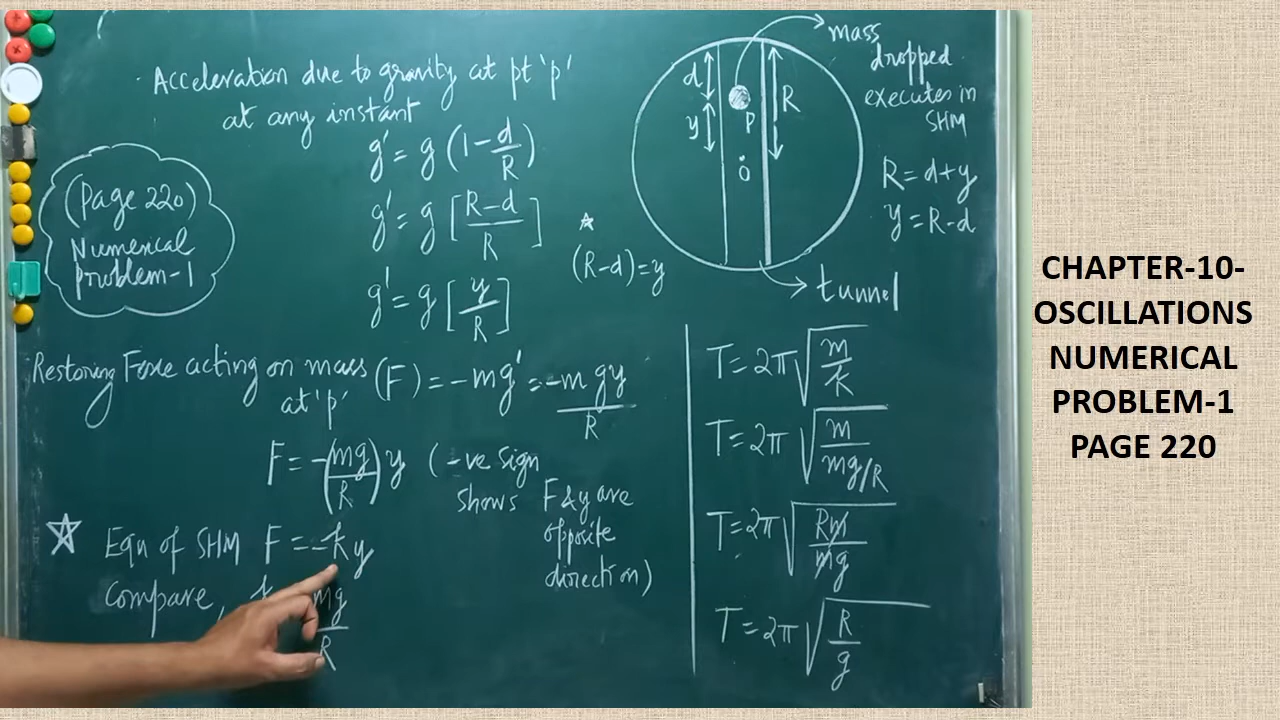 Acceleration due to gravity at pt 'p'
at any instant
g' = g (1 - d/R)
g' = g [R-d/R]
(R-d) = y
g' = g [y/R]
(Page 220)
Numerical
problem-1
mass
dropped
executes in
SHM
d
y
P
O
R
R = d+y
y = R-d
tunnel
Restoring Force acting on mass (F) = -mg' = -mgy/R
at 'p'
F = -(mg/R) y (-ve sign
shows F & y are
opposite
direction)
Eqn of SHM F = -ky
Compare, k mg/R
T = 2π√m/k
T = 2π√m/mg/R
T = 2π√Rm/mg
T = 2π√R/g
CHAPTER-10-
OSCILLATIONS
NUMERICAL
PROBLEM-1
PAGE 220